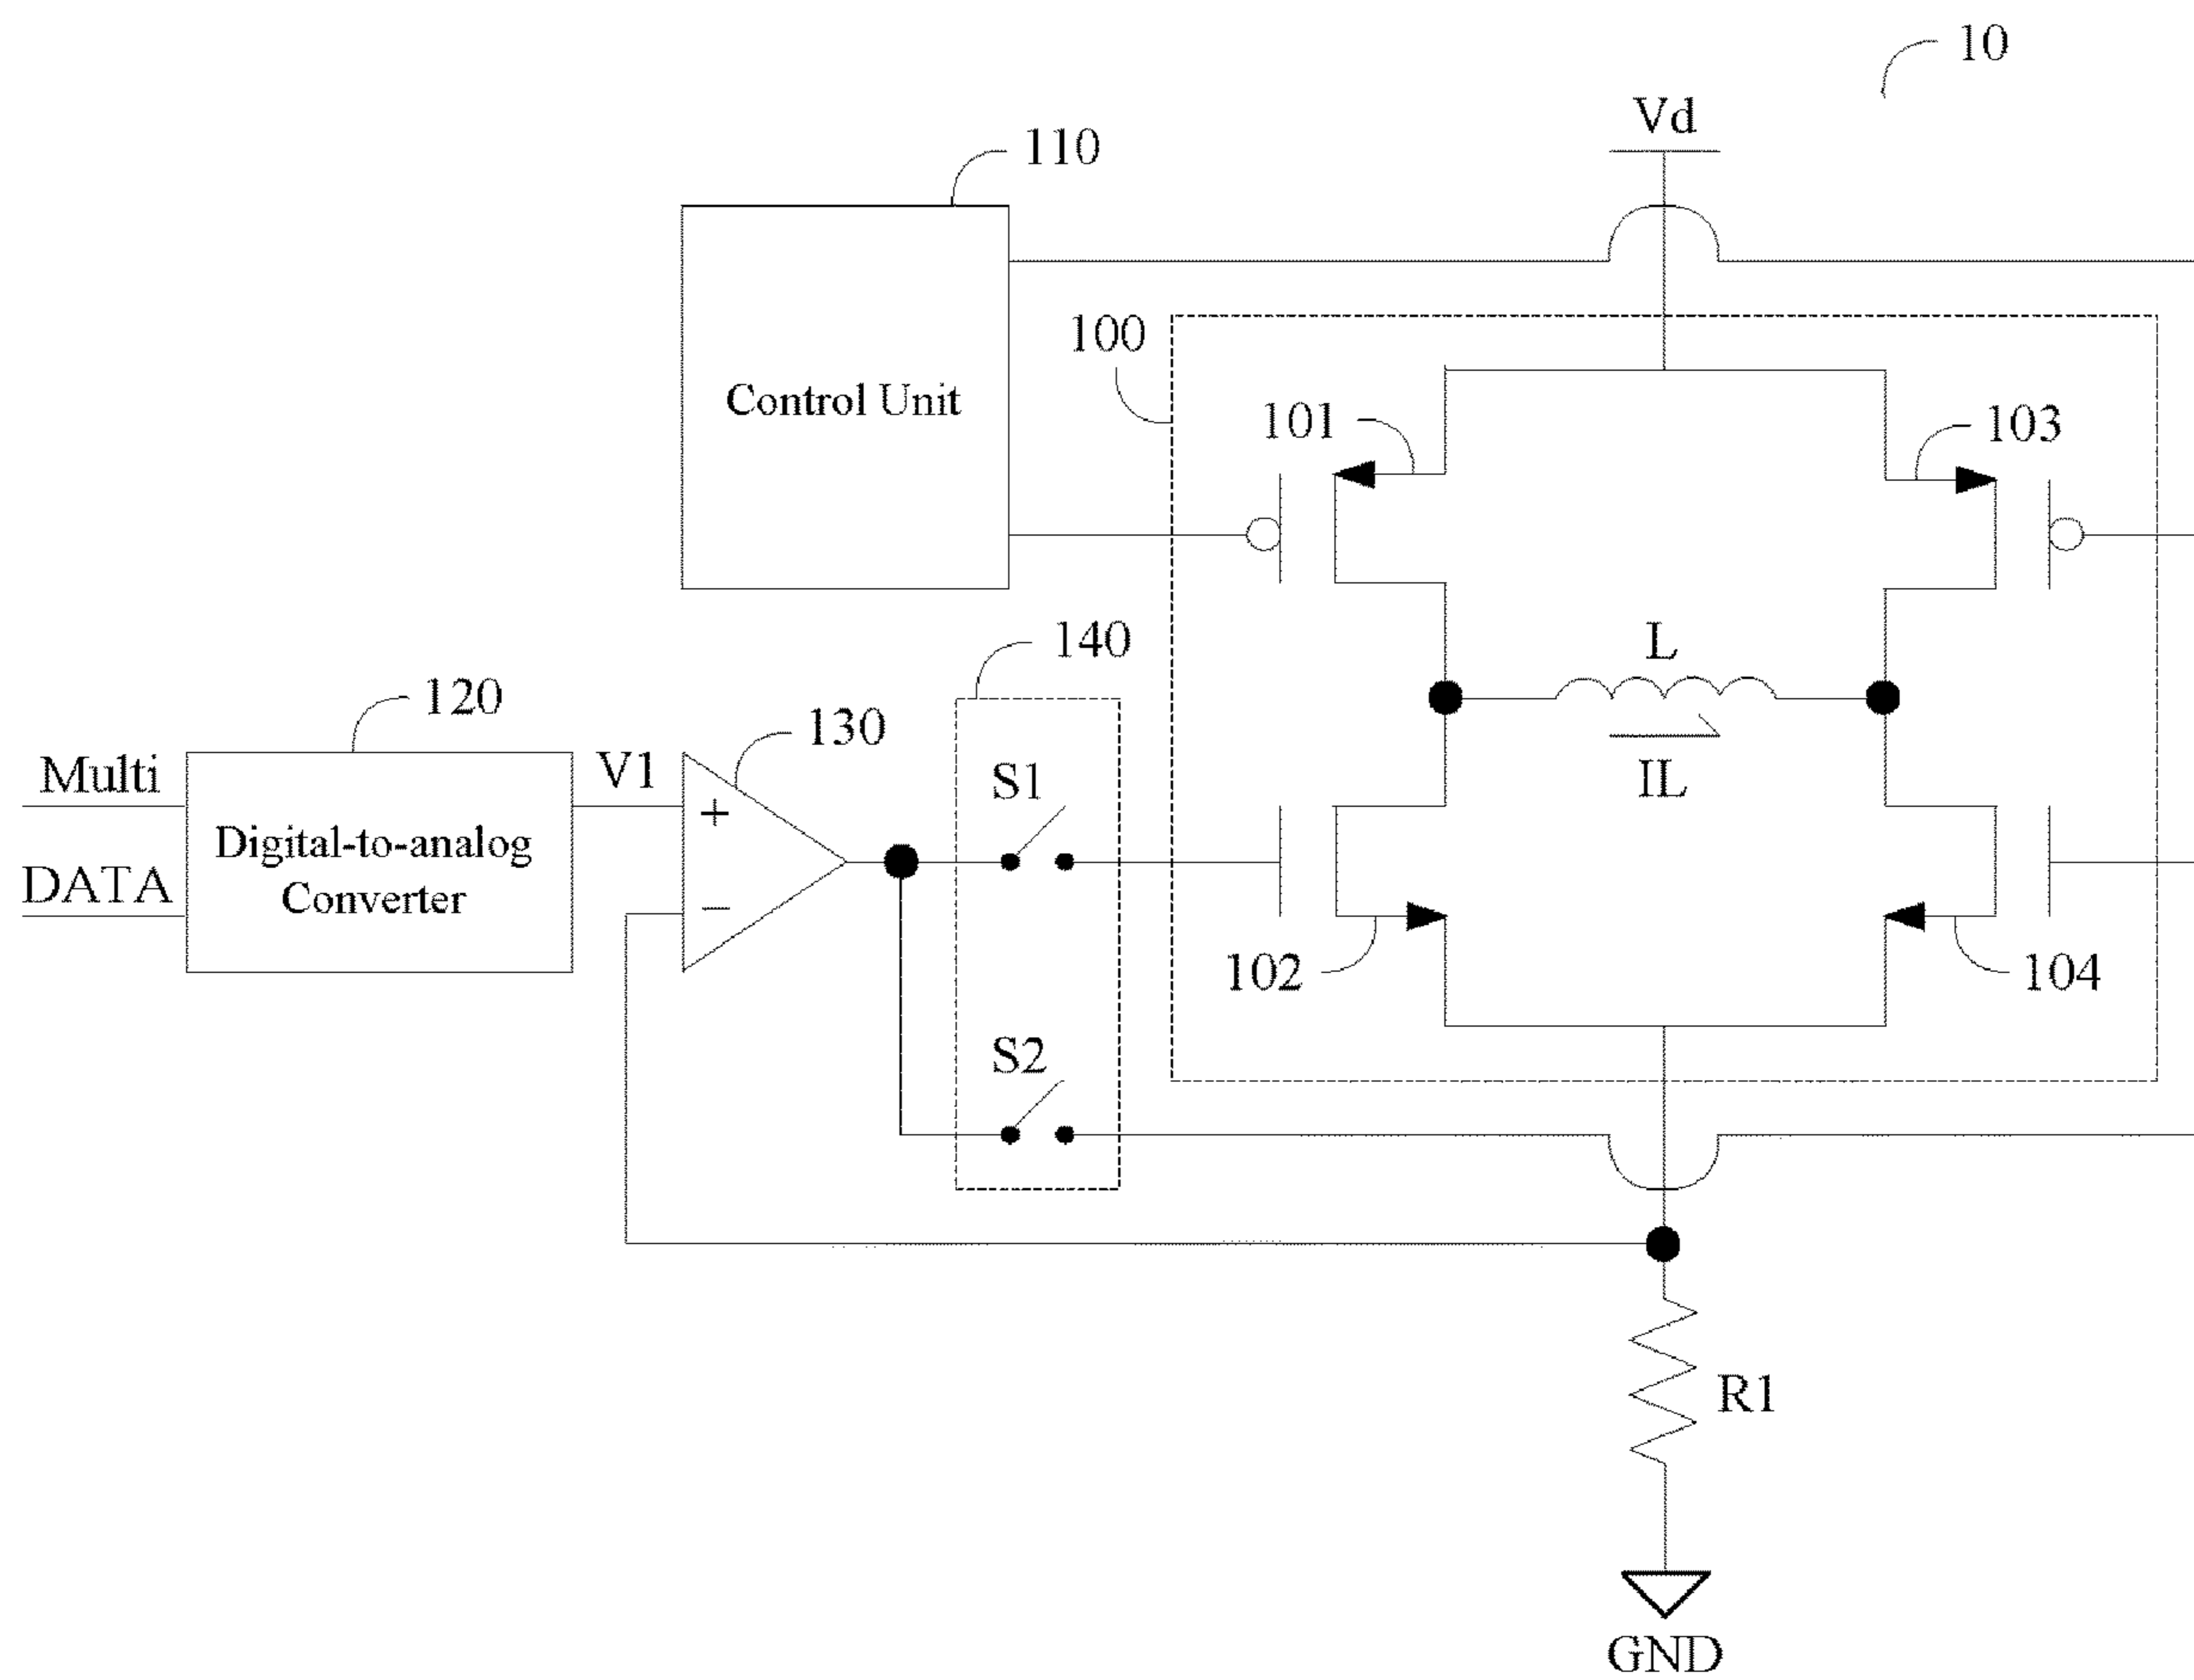 10
Vd
110
100
Control Unit
101
103
L
140
120
130
Multi
V1
S1
IL
+
Digital-to-analog
Converter
DATA
−
102
104
S2
R1
GND